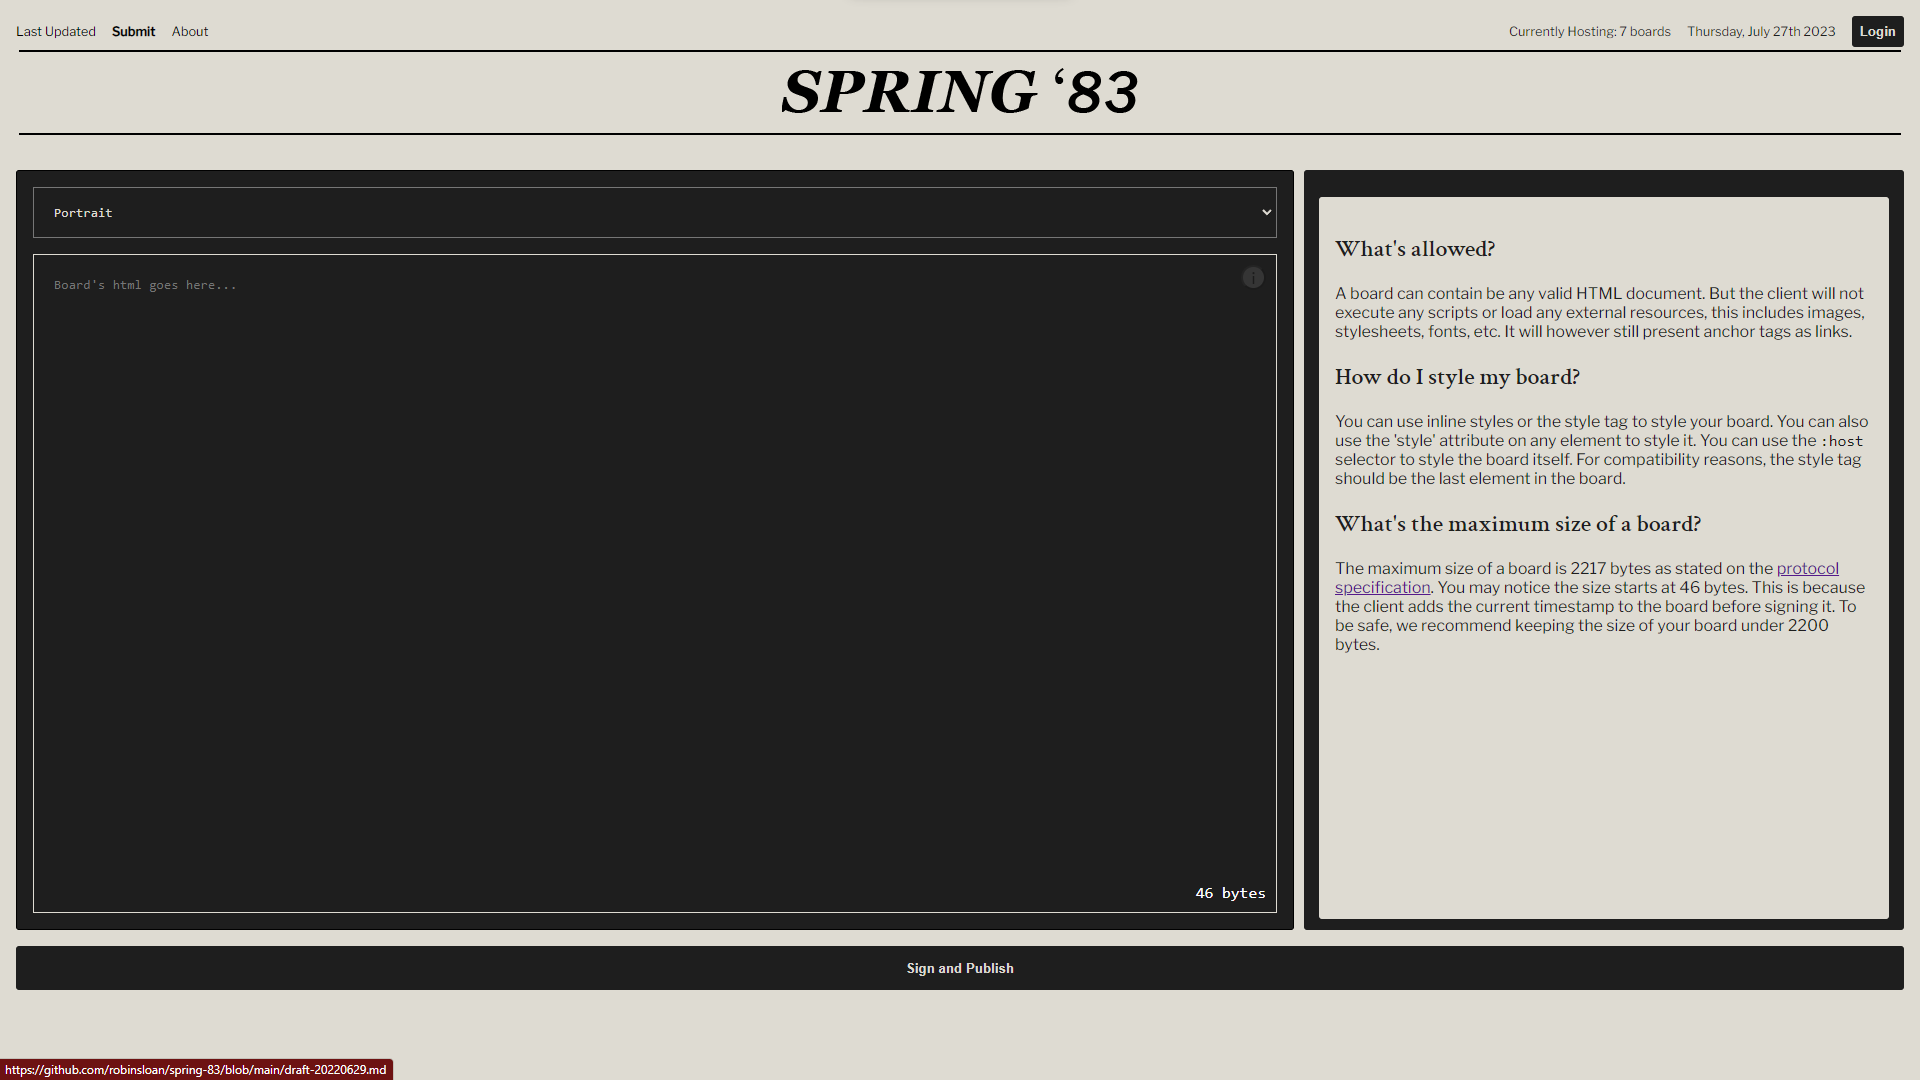 Last Updated Submit About
Currently Hosting: 7 boards Thursday, July 27th 2023 Login
SPRING ‘83
Portrait
Board's html goes here...
i
46 bytes
What's allowed?
A board can contain be any valid HTML document. But the client will not
execute any scripts or load any external resources, this includes images,
stylesheets, fonts, etc. It will however still present anchor tags as links.
How do I style my board?
You can use inline styles or the style tag to style your board. You can also
use the 'style' attribute on any element to style it. You can use the :host
selector to style the board itself. For compatibility reasons, the style tag
should be the last element in the board.
What's the maximum size of a board?
The maximum size of a board is 2217 bytes as stated on the protocol
specification. You may notice the size starts at 46 bytes. This is because
the client adds the current timestamp to the board before signing it. To
be safe, we recommend keeping the size of your board under 2200
bytes.
Sign and Publish
https://github.com/robinsloan/spring-83/blob/main/draft-20220629.md